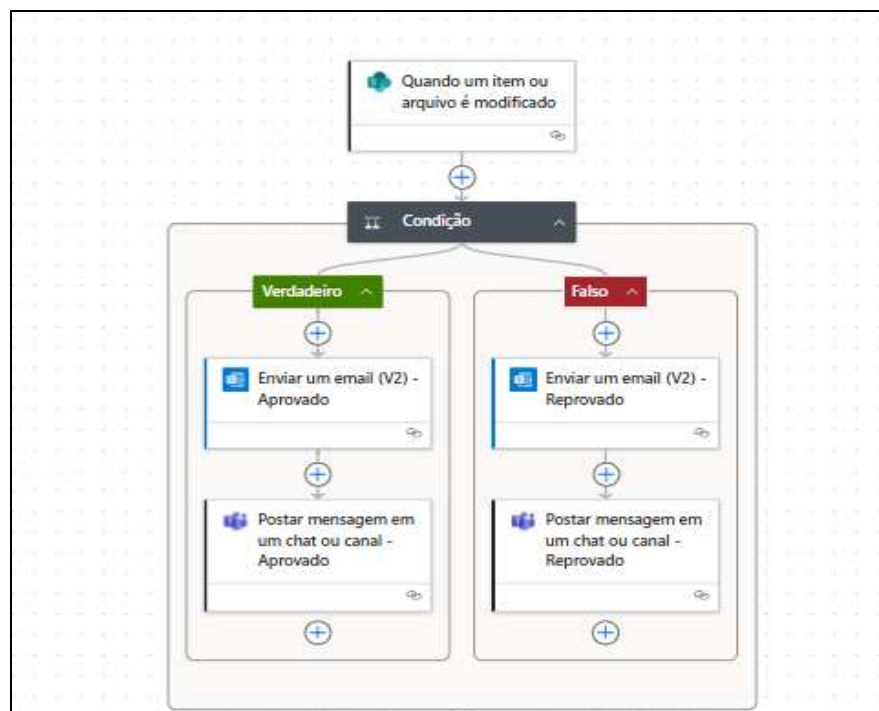 Quando um item ou
arquivo é modificado
Condição
Verdadeiro
Falso
Enviar um email (V2) -
Aprovado
Enviar um email (V2) -
Reprovado
Postar mensagem em
um chat ou canal -
Aprovado
Postar mensagem em
um chat ou canal -
Reprovado